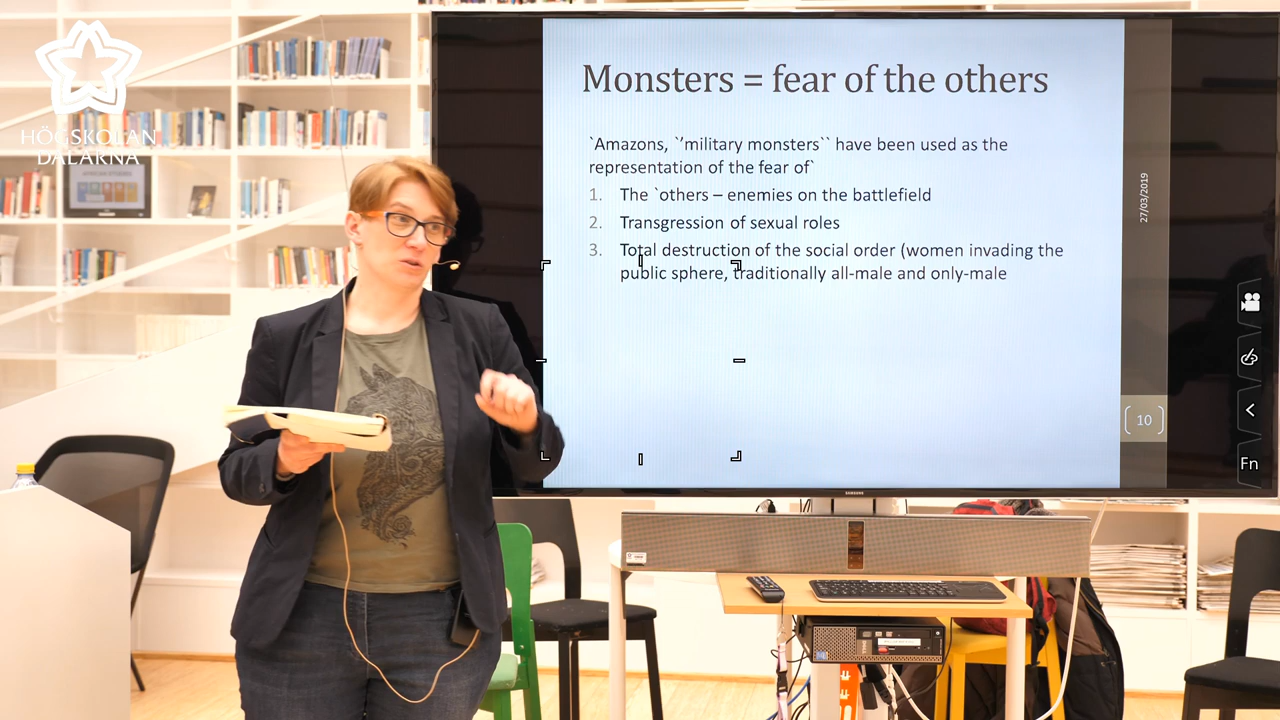 HÖGSKOLAN
DALARNA
AFRICAN STUDIES
Monsters = fear of the others
`Amazons, `’military monsters`` have been used as the
representation of the fear of`
1. The `others – enemies on the battlefield
2. Transgression of sexual roles
3. Total destruction of the social order (women invading the
public sphere, traditionally all-male and only-male
27/03/2019
10
Fn
SAMSUNG